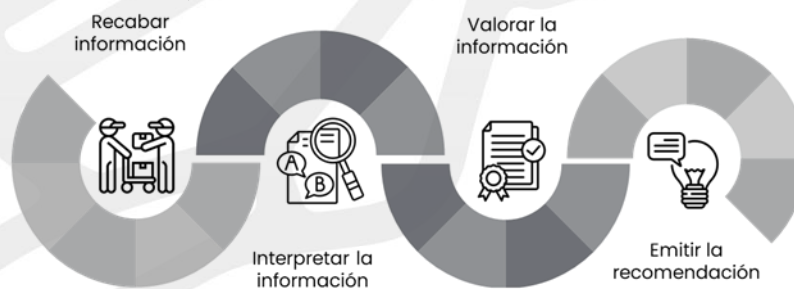 Recabar
información
Interpretar la
información
A
B
Valorar la
información
Emitir la
recomendación